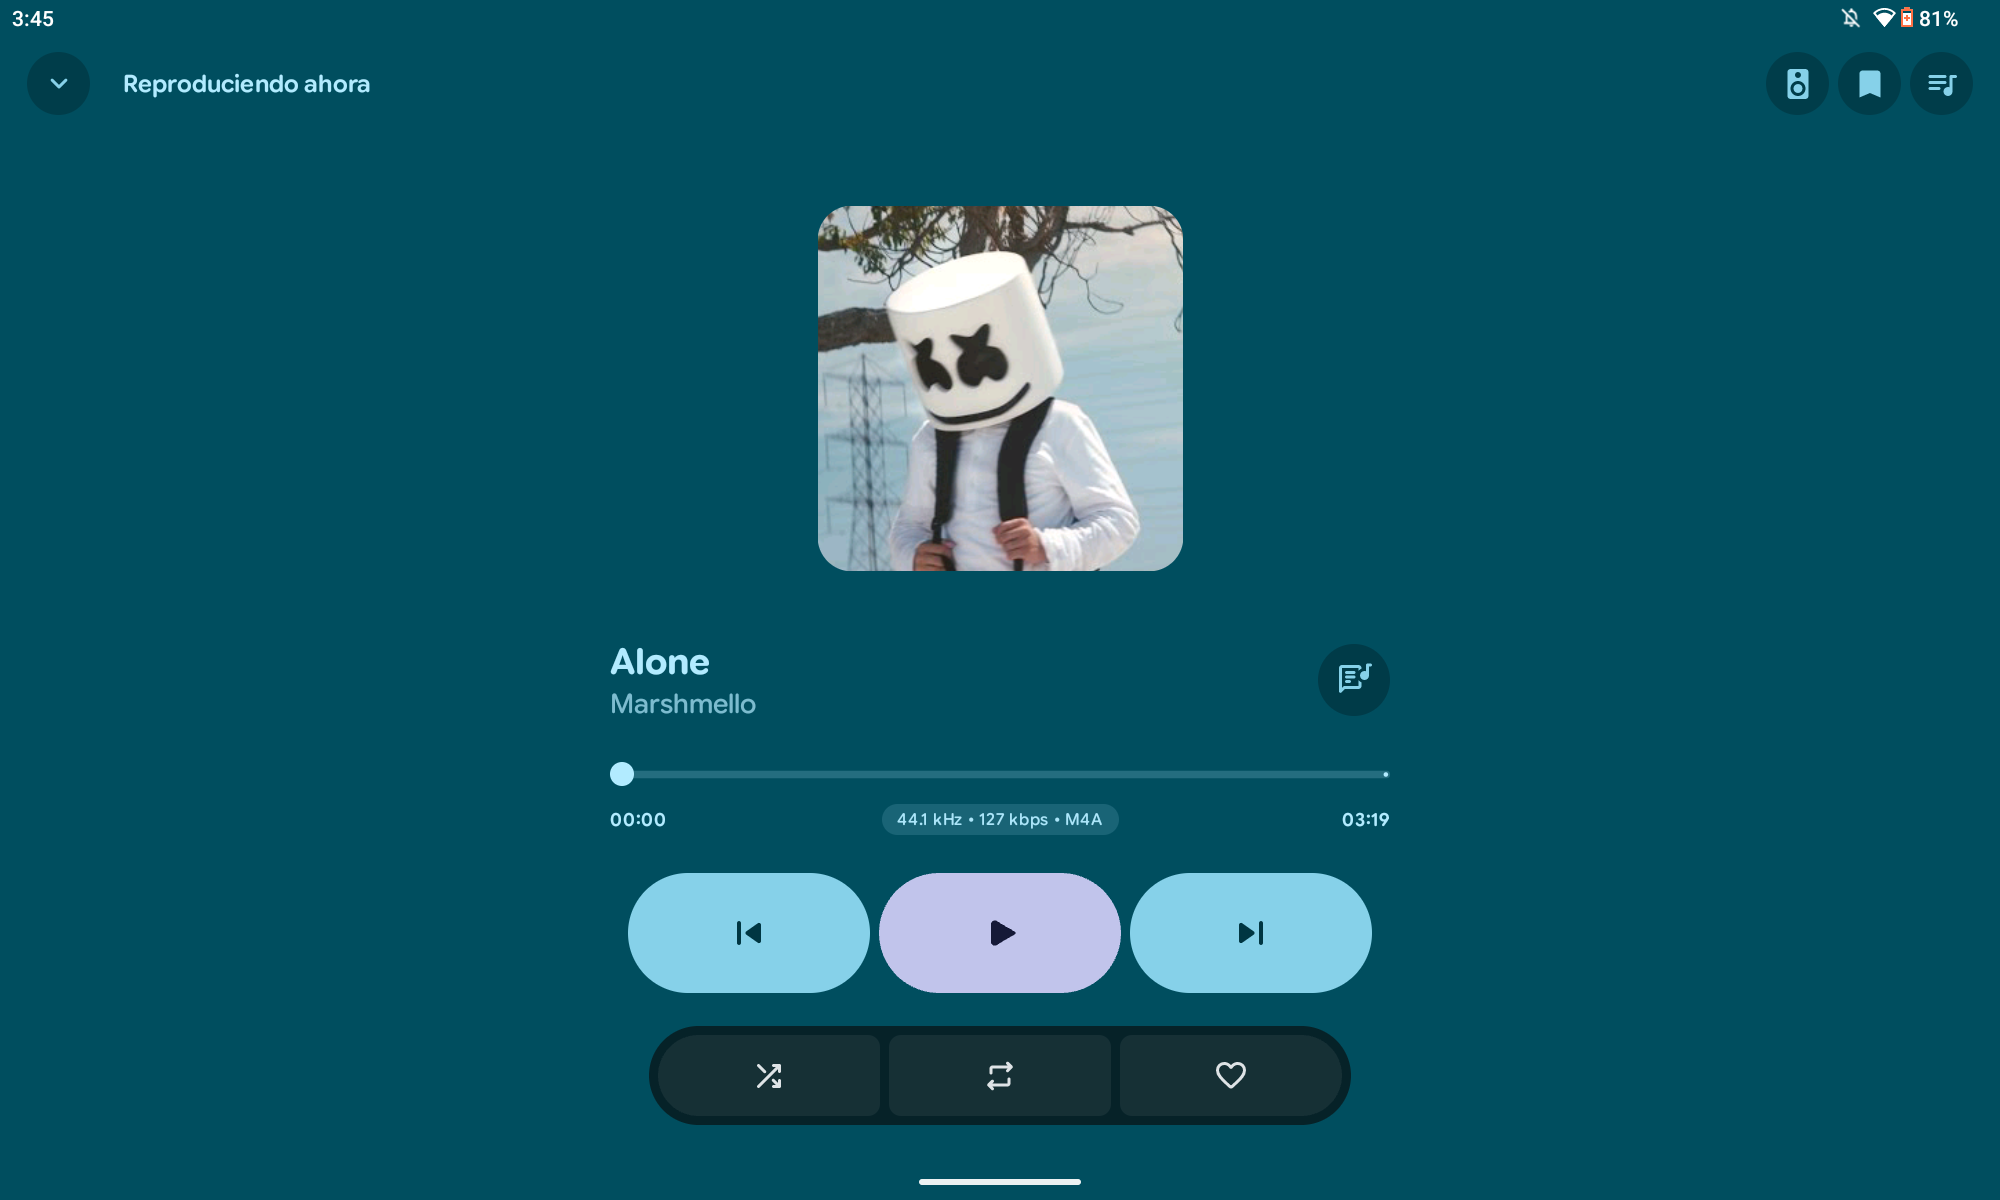 3:45
81%
Reproduciendo ahora
Alone
Marshmello
00:00
44.1 kHz • 127 kbps • M4A
03:19